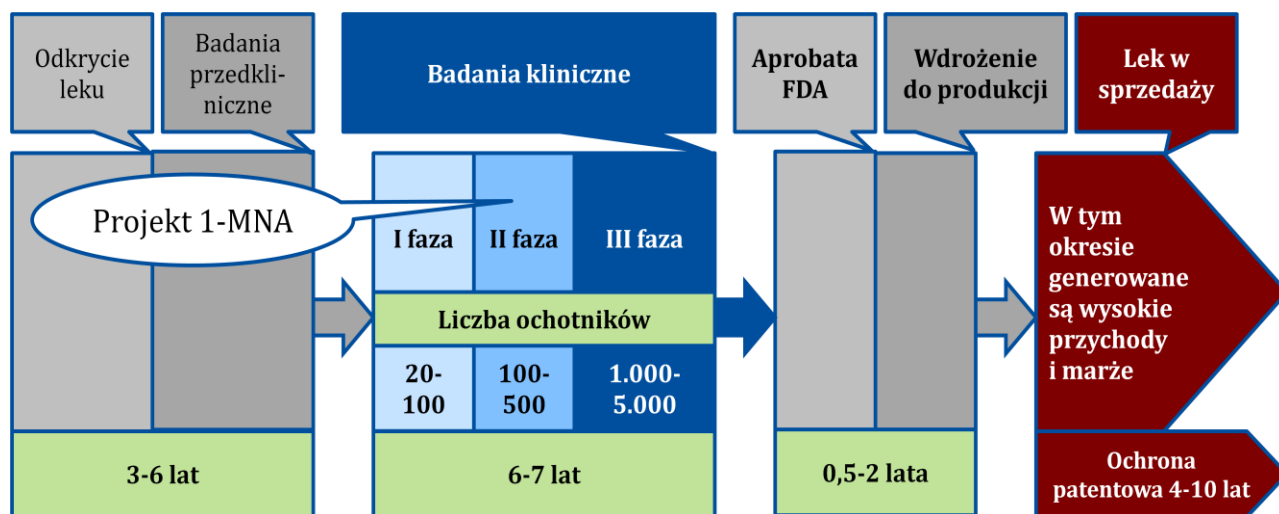 Odkrycie
leku
Badania
przedkli-
niczne
Badania kliniczne
Aprobata
FDA
Wdrożenie
do produkcji
Lek w
sprzedaży
Projekt 1-MNA
I faza
II faza
III faza
Liczba ochotników
20-
100
100-
500
1.000-
5.000
W tym
okresie
generowane
są wysokie
przychody
i marże
3-6 lat
6-7 lat
0,5-2 lata
Ochrona
patentowa 4-10 lat